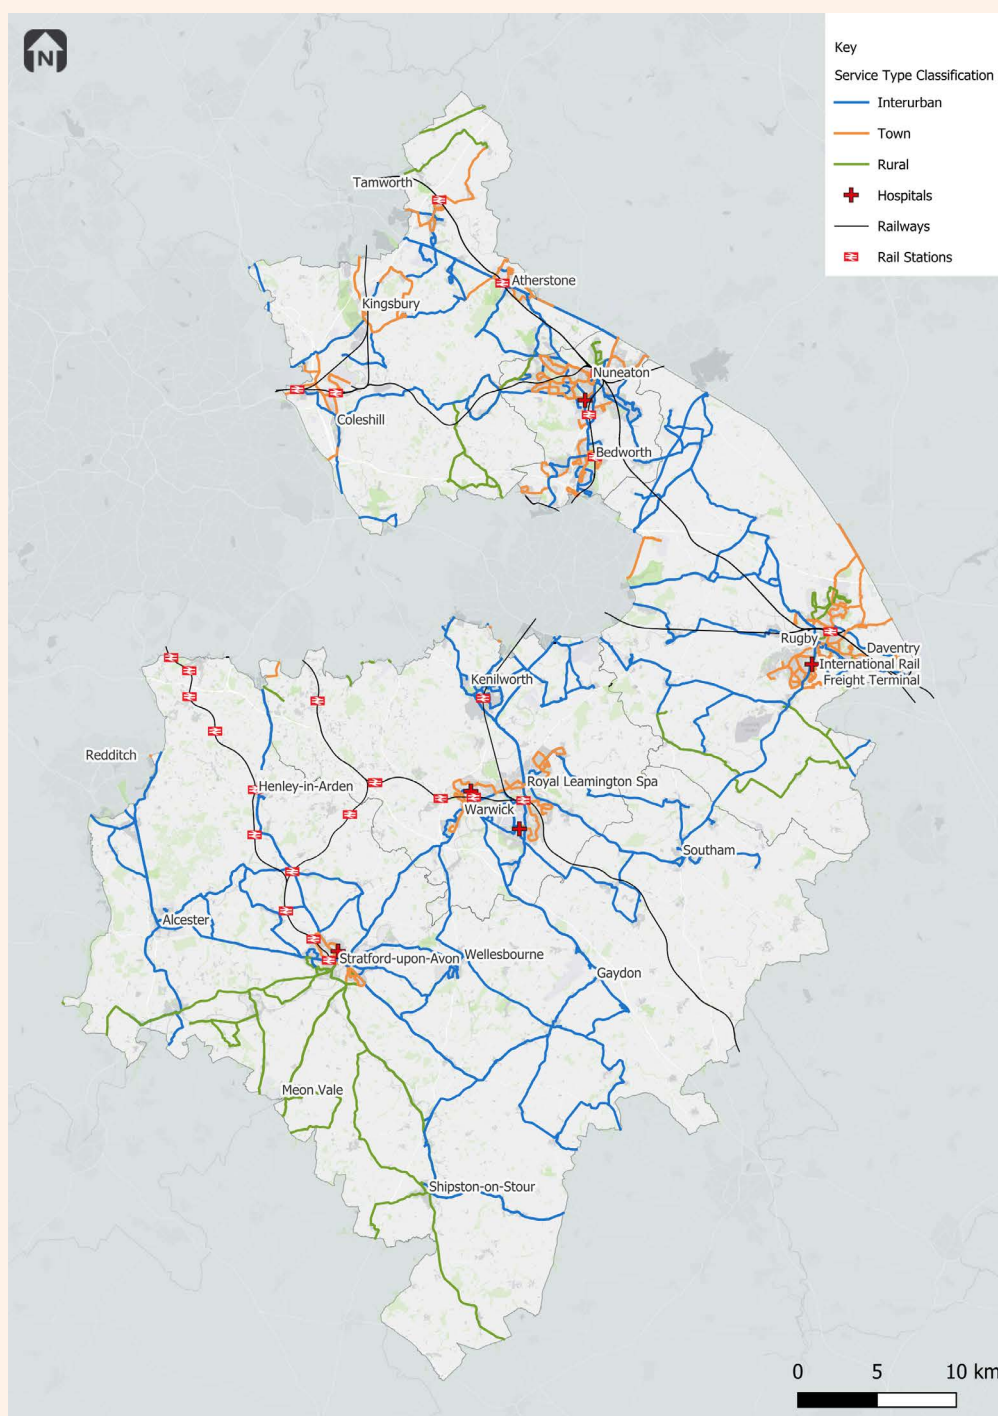 N
Key
Service Type Classification
Interurban
Town
Rural
Hospitals
Railways
Rail Stations
Tamworth
Atherstone
Kingsbury
Nuneaton
Coleshill
Bedworth
Rugby
Daventry
International Rail
Freight Terminal
Kenilworth
Redditch
Henley-in-Arden
Royal Leamington Spa
Warwick
Southam
Alcester
Stratford-upon-Avon
Wellesbourne
Gaydon
Meon Vale
Shipston-on-Stour
0 5 10 km